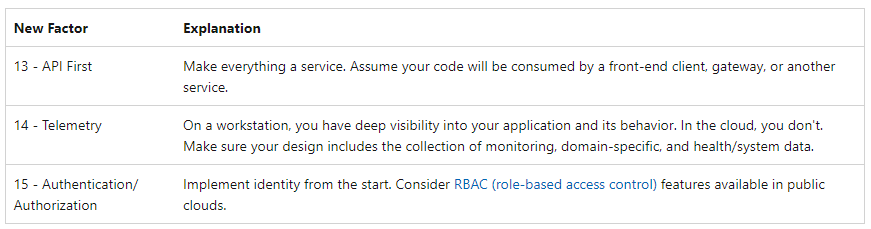 New Factor Explanation
13 - API First Make everything a service. Assume your code will be consumed by a front-end client, gateway, or another
service.
14 - Telemetry On a workstation, you have deep visibility into your application and its behavior. In the cloud, you don't.
Make sure your design includes the collection of monitoring, domain-specific, and health/system data.
15 - Authentication/ Implement identity from the start. Consider RBAC (role-based access control) features available in public
Authorization clouds.